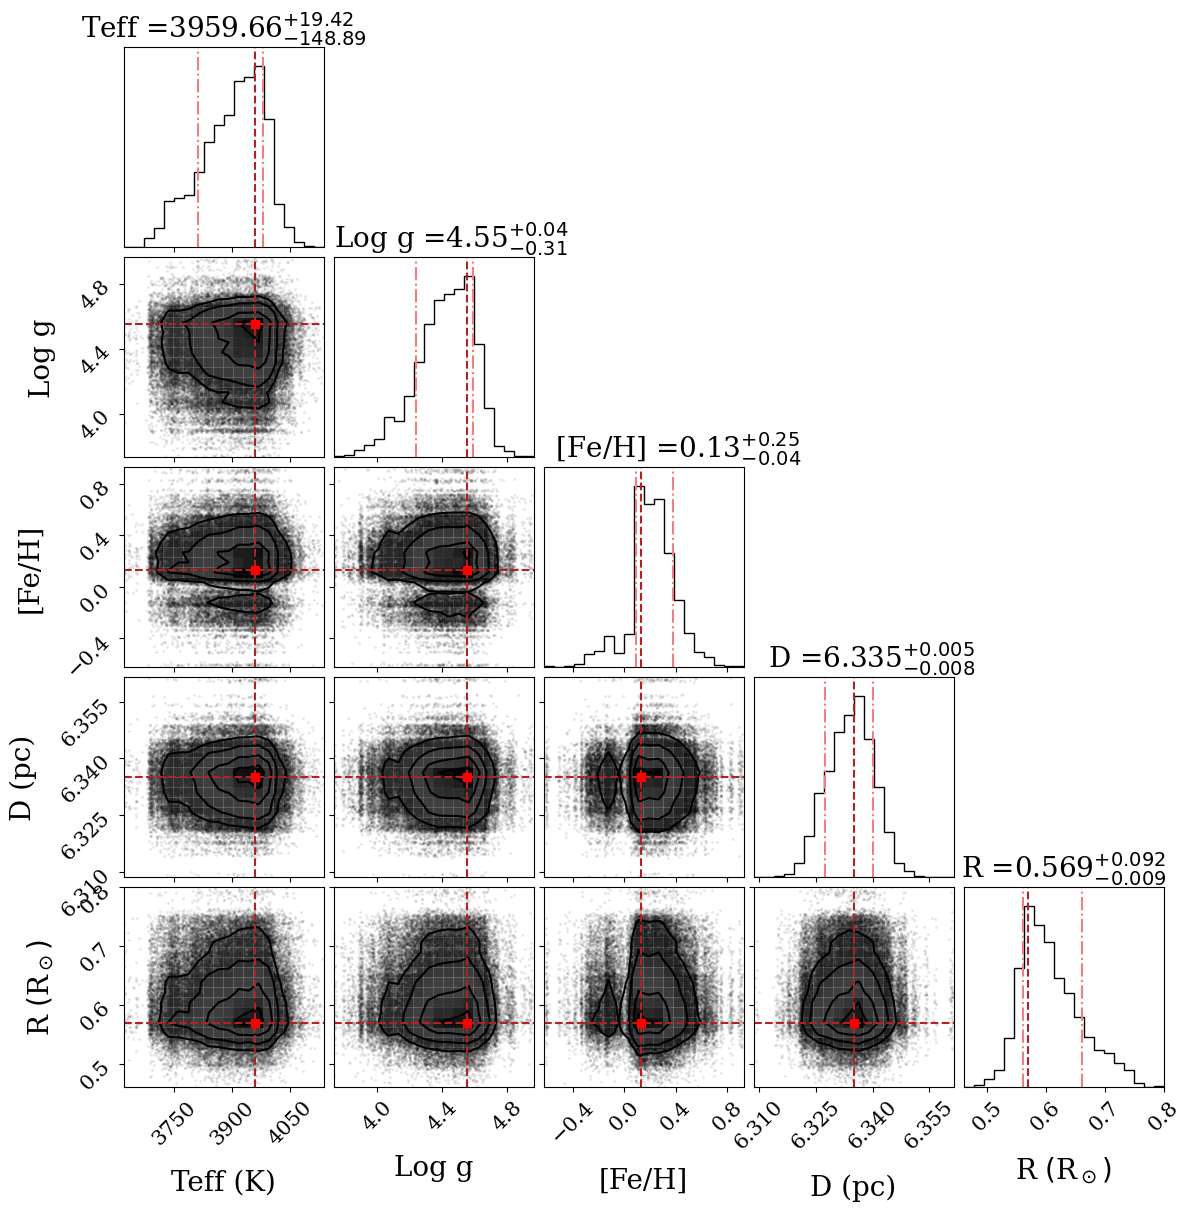 Teff =3959.66+19.42−148.89
Log g =4.55+0.04−0.31
4.8
4.4
4.0
Log g
[Fe/H] =0.13+0.25−0.04
0.8
0.4
0.0
−0.4
[Fe/H]
D =6.335+0.005−0.008
6.355
6.340
6.325
6.310
D (pc)
R =0.569+0.092−0.009
0.8
0.7
0.6
0.5
R (R⊙)
3750 3900 4050
Teff (K)
4.0 4.4 4.8
Log g
−0.4 0.0 0.4 0.8
[Fe/H]
6.310 6.325 6.340 6.355
D (pc)
0.5 0.6 0.7 0.8
R (R⊙)